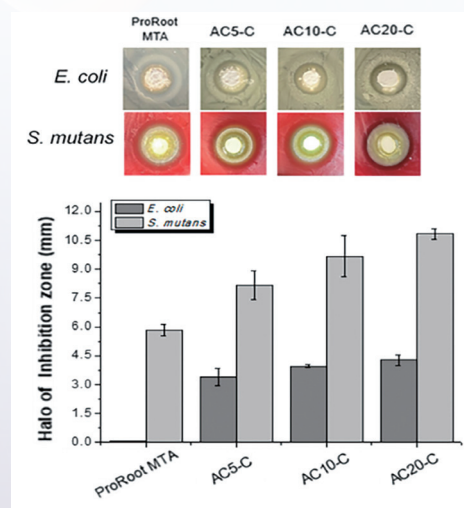 ProRoot MTA AC5-C AC10-C AC20-C
E. coli
S. mutans
Halo of Inhibition zone (mm)
12.0
10.5
9.0
7.5
6.0
4.5
3.0
1.5
0.0
E. coli
S. mutans
ProRoot MTA AC5-C AC10-C AC20-C